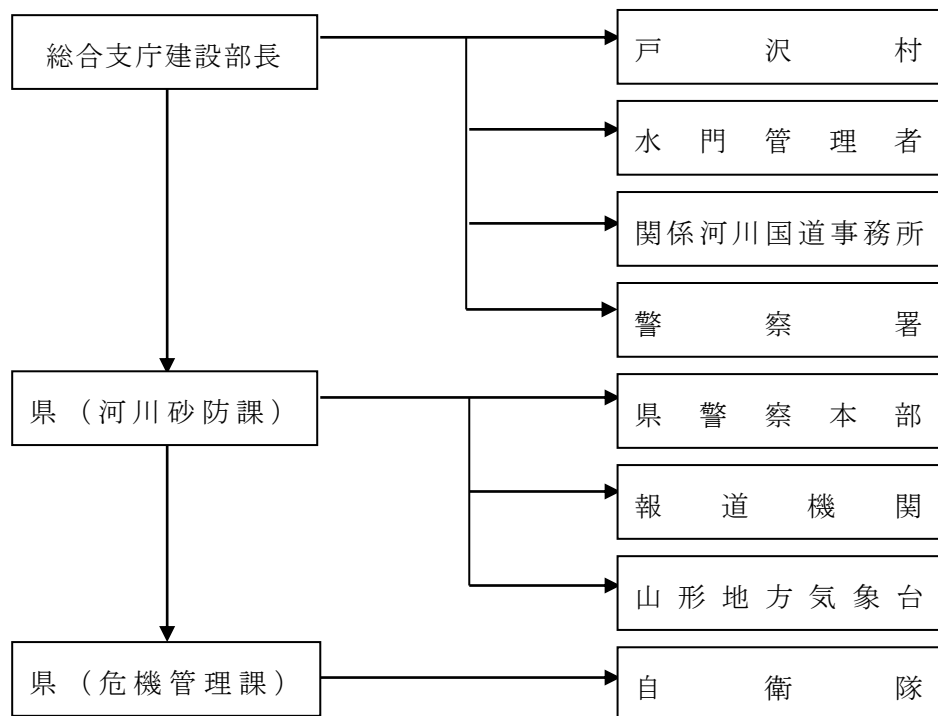 総合支庁建設部長
戸沢村
水門管理者
関係河川国道事務所
警察署
県（河川砂防課）
県警察本部
報道機関
山形地方気象台
県（危機管理課）
自衛隊